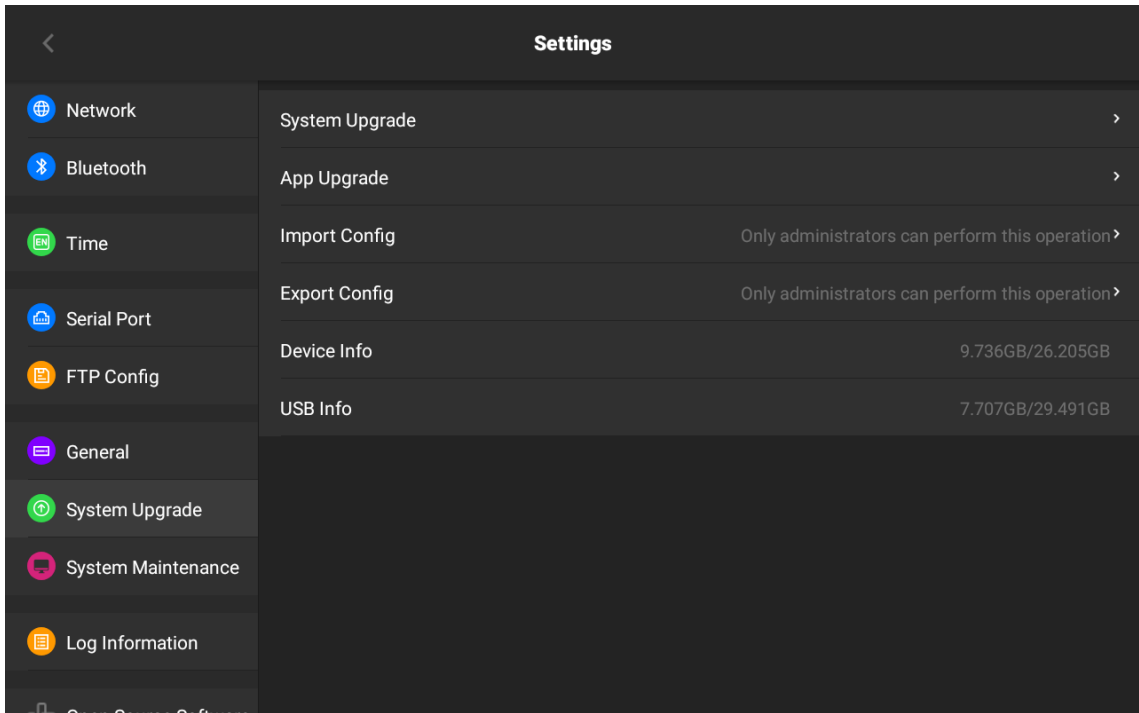 Settings
Network
Bluetooth
EN
Time
Serial Port
FTP Config
General
System Upgrade
System Maintenance
Log Information
System Upgrade
App Upgrade
Import Config Only administrators can perform this operation
Export Config Only administrators can perform this operation
Device Info 9.736GB/26.205GB
USB Info 7.707GB/29.491GB